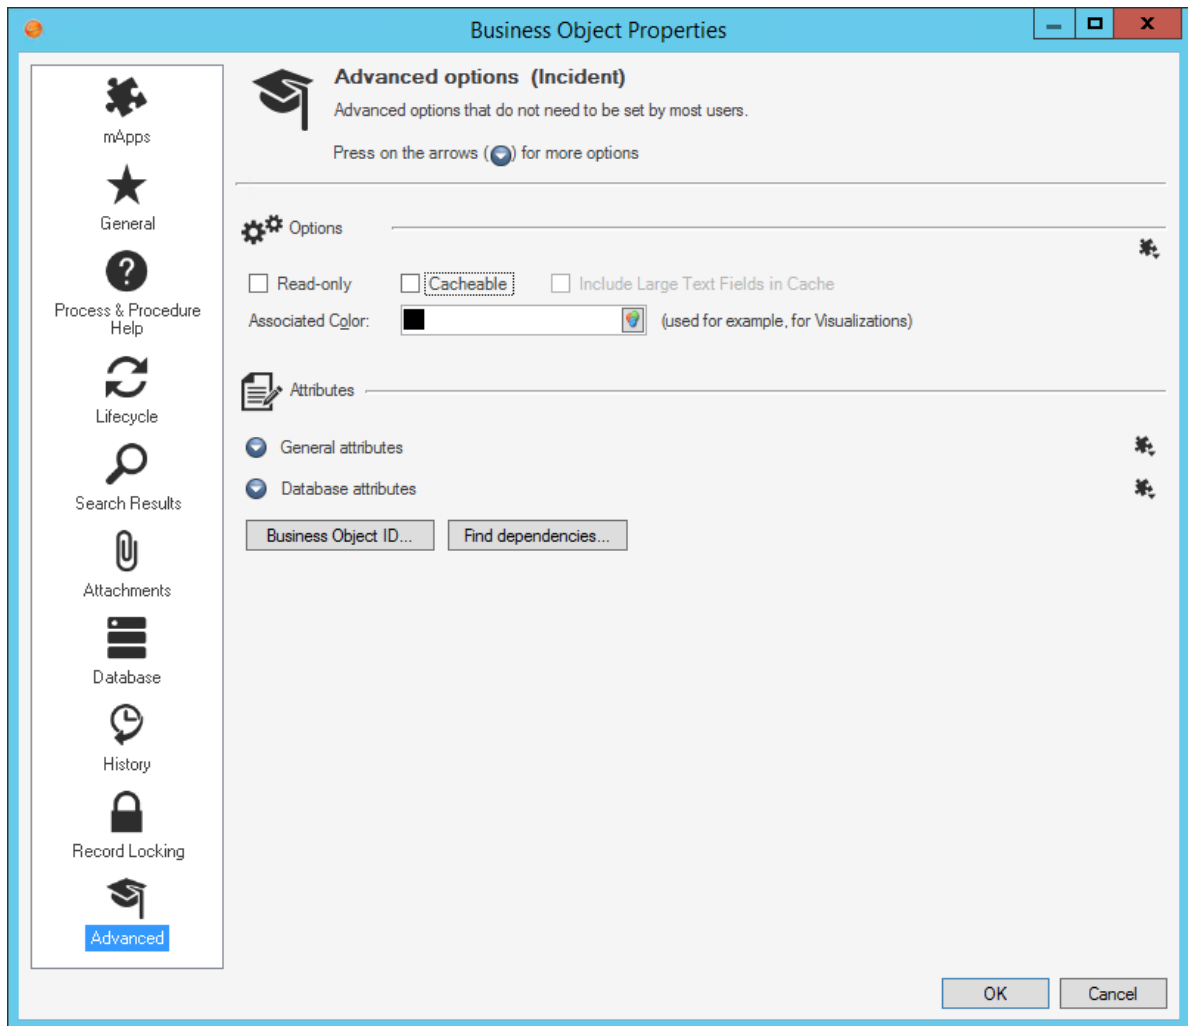 Business Object Properties
mApps
General
Process & Procedure
Help
Lifecycle
Search Results
Attachments
Database
History
Record Locking
Advanced
Advanced options (Incident)
Advanced options that do not need to be set by most users.
Press on the arrows ( ) for more options
Options
Read-only Cacheable Include Large Text Fields in Cache
Associated Color: (used for example, for Visualizations)
Attributes
General attributes
Database attributes
Business Object ID... Find dependencies...
OK Cancel